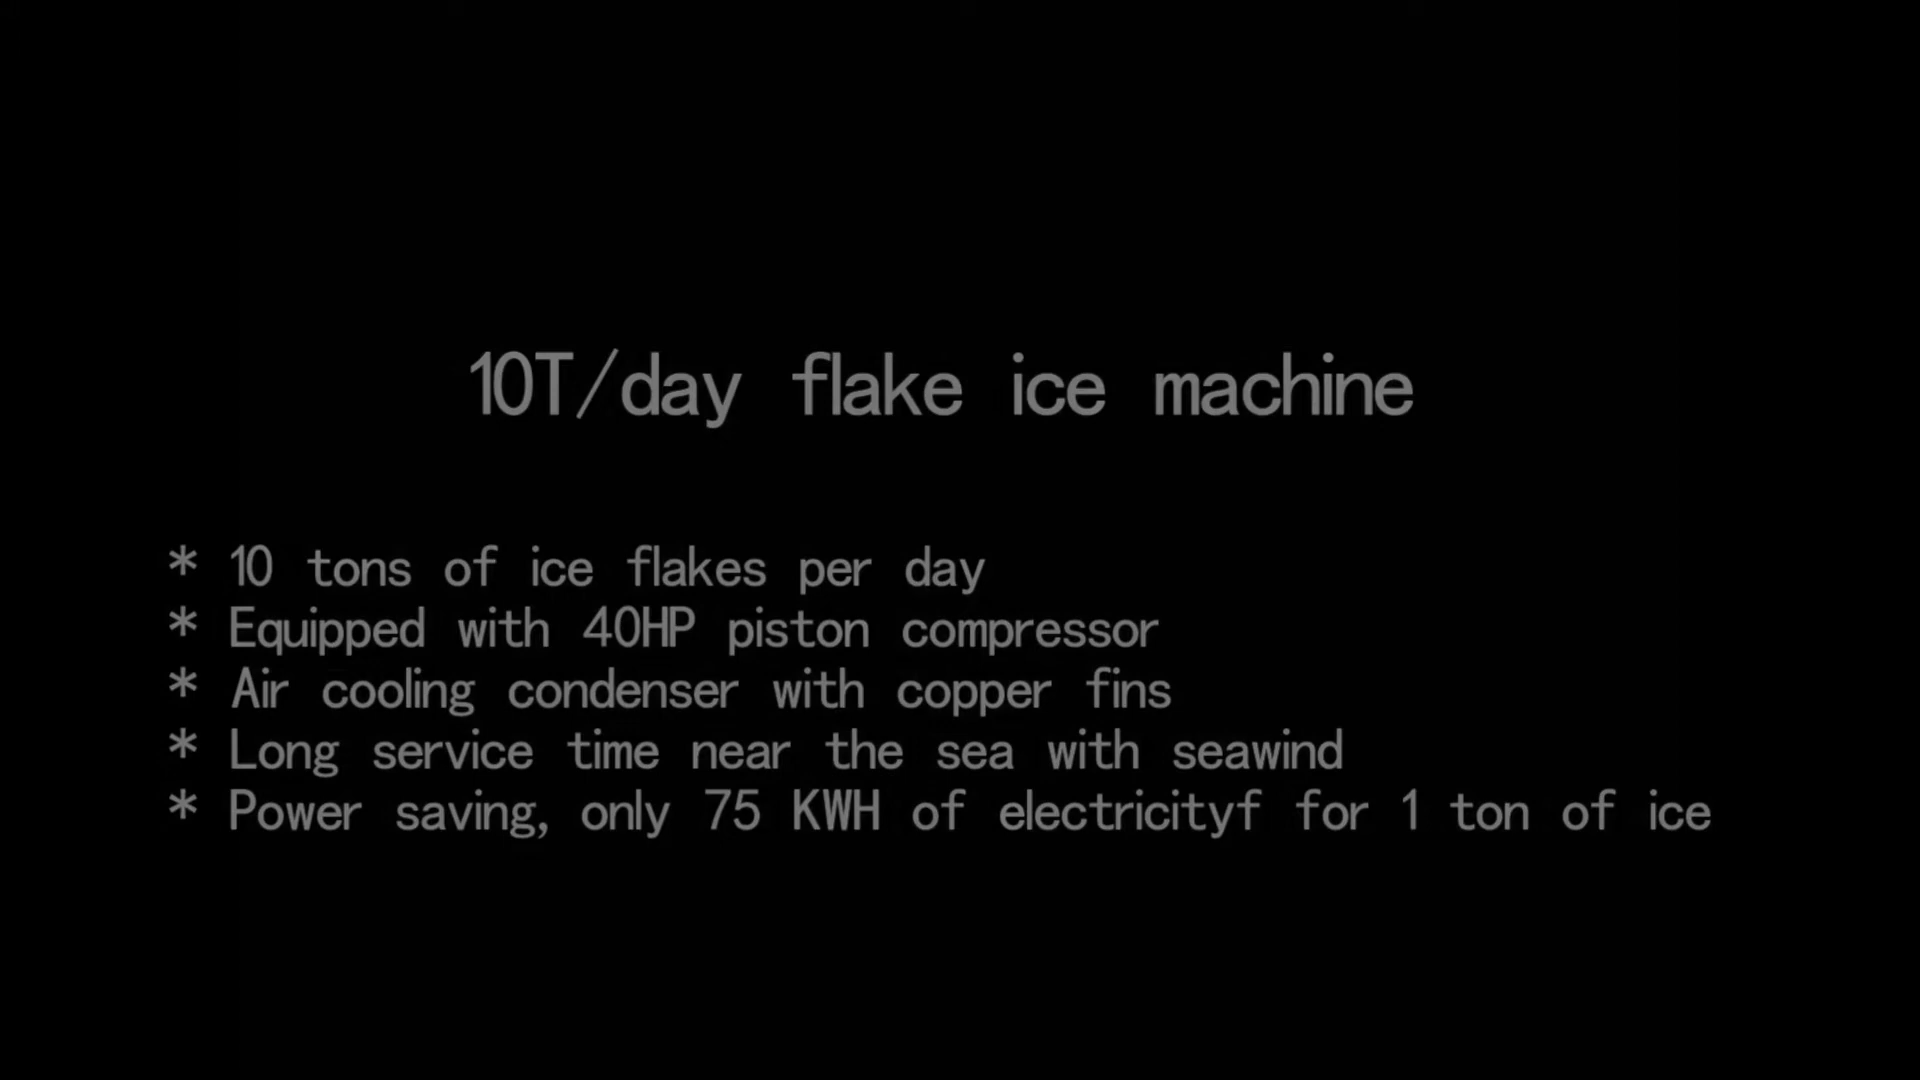 10T/day flake ice machine
* 10 tons of ice flakes per day
* Equipped with 40HP piston compressor
* Air cooling condenser with copper fins
* Long service time near the sea with seawind
* Power saving, only 75 KWH of electricityf for 1 ton of ice